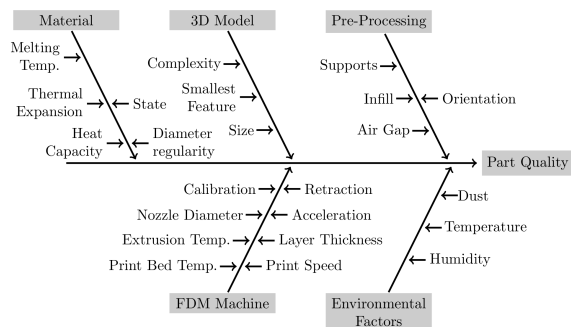 Material
3D Model
Pre-Processing
Melting
Temp.
Thermal
Expansion
State
Heat
Capacity
Diameter
regularity
Complexity
Smallest
Feature
Size
Supports
Infill
Orientation
Air Gap
Part Quality
Calibration
Retraction
Nozzle Diameter
Acceleration
Extrusion Temp.
Layer Thickness
Print Bed Temp.
Print Speed
Dust
Temperature
Humidity
FDM Machine
Environmental
Factors